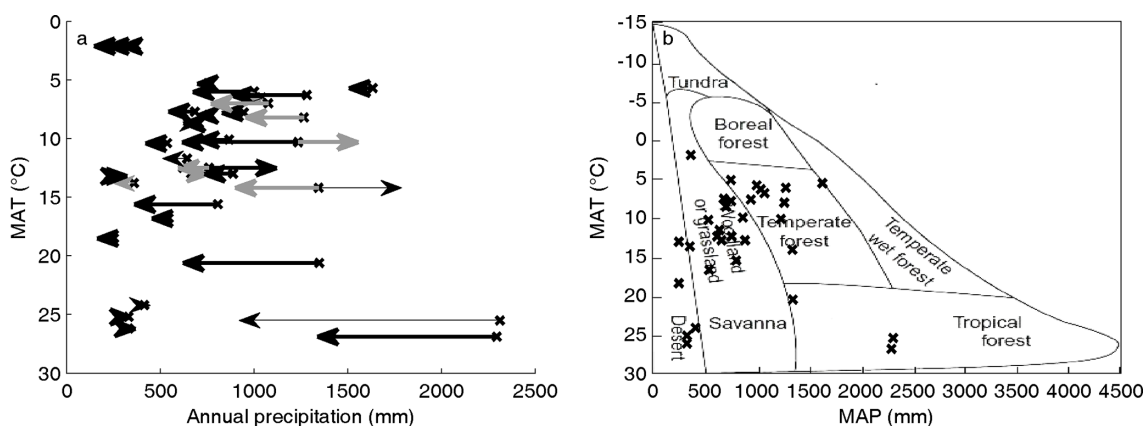 a
0
5
10
15
20
25
30
MAT (°C)
0
500
1000
1500
2000
2500
Annual precipitation (mm)
b
-15
-10
-5
0
5
10
15
20
25
30
MAT (°C)
Tundra
Boreal
forest
Temperate
forest
Temperate
wet forest
Woodland
or grassland
Desert
Savanna
Tropical
forest
0
500
1000
1500
2000
2500
3000
3500
4000
4500
MAP (mm)